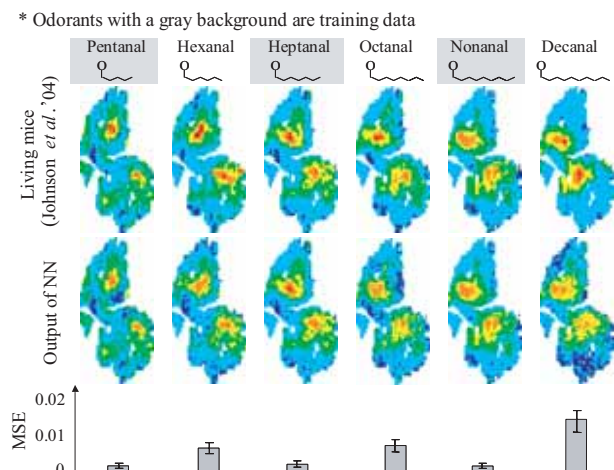 * Odorants with a gray background are training data
Pentanal Hexanal Heptanal Octanal Nonanal Decanal
O O O O O O
Living mice
(Johnson et al.'04)
Output of NN
MSE
0.02
0.01
0